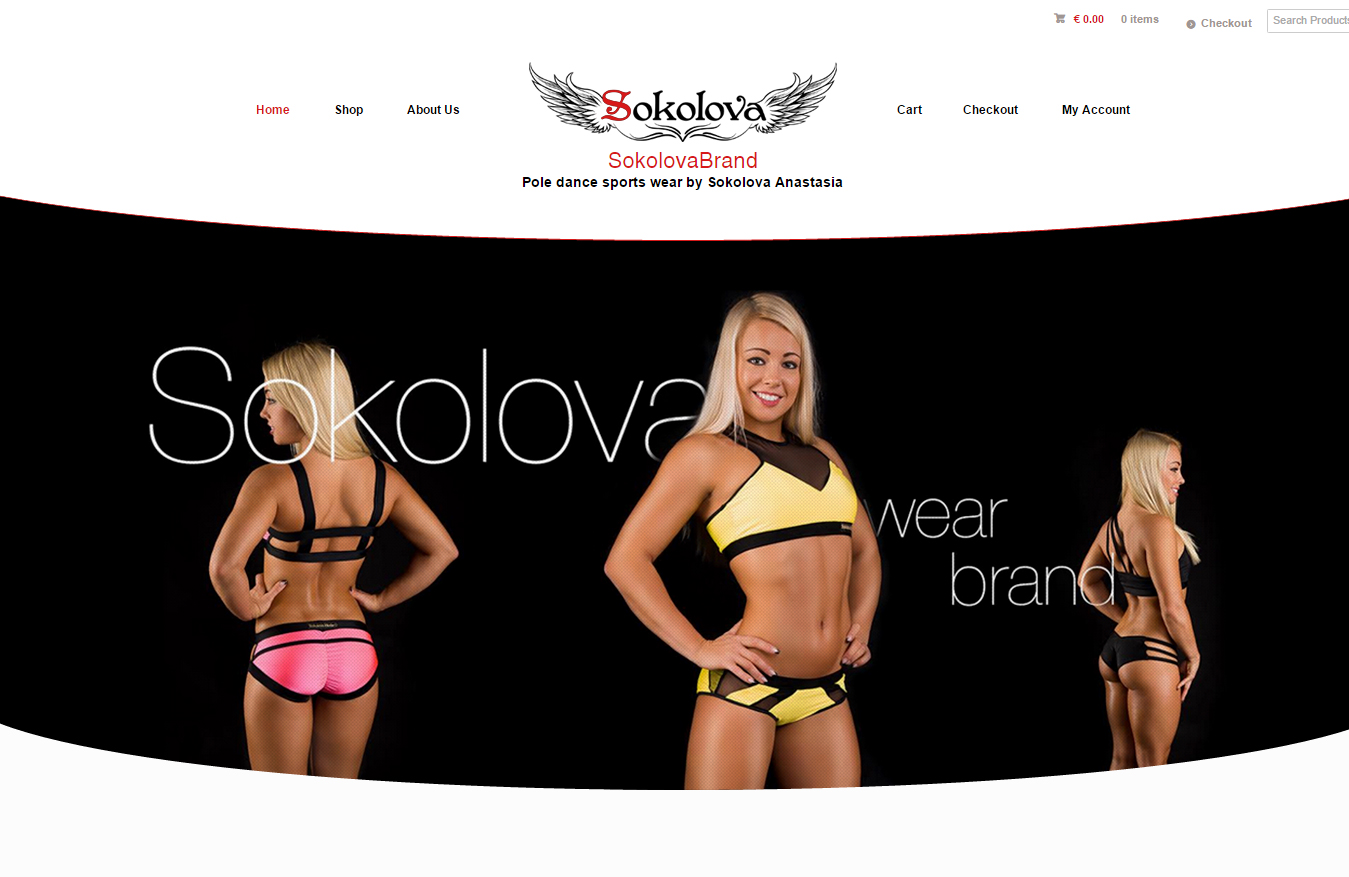 € 0.00 0 items Checkout Search Products
Home Shop About Us Sokolova Cart Checkout My Account
SokolovaBrand
Pole dance sports wear by Sokolova Anastasia
Sokolova
wear
brand